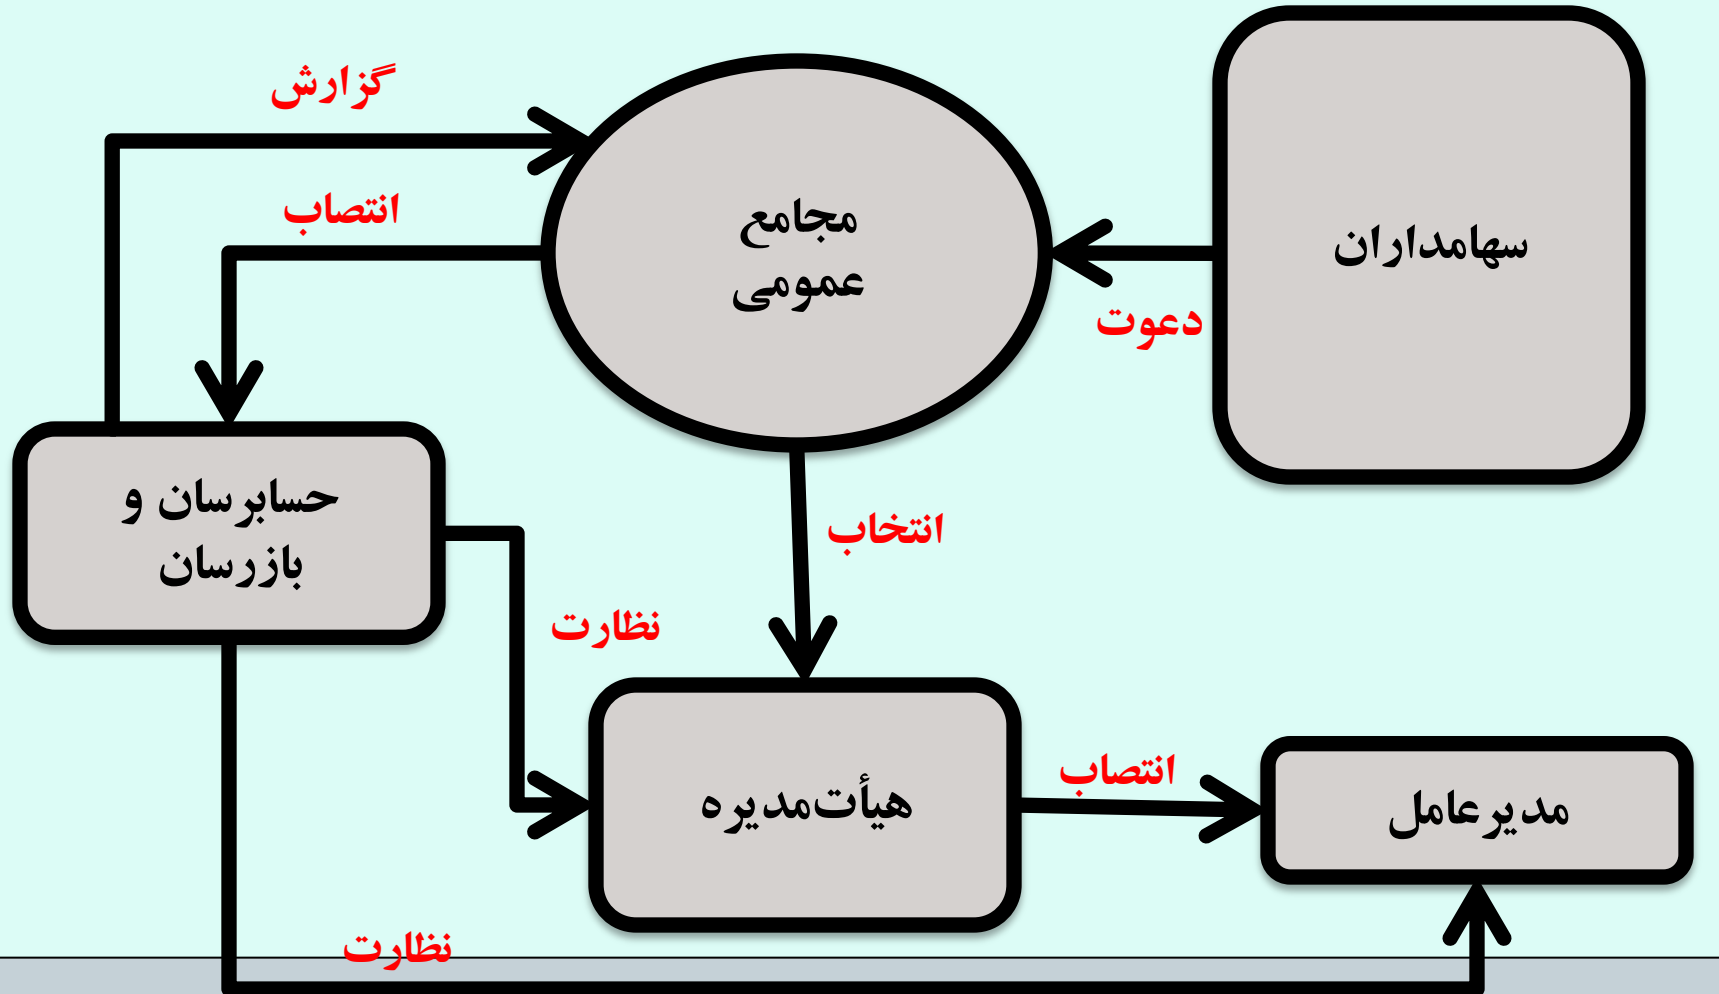 گزارش
انتصاب
مجامع
عمومی
سهامداران
دعوت
حسابرسان و
بازرسان
انتخاب
نظارت
هیأت‌مدیره
انتصاب
مدیرعامل
نظارت